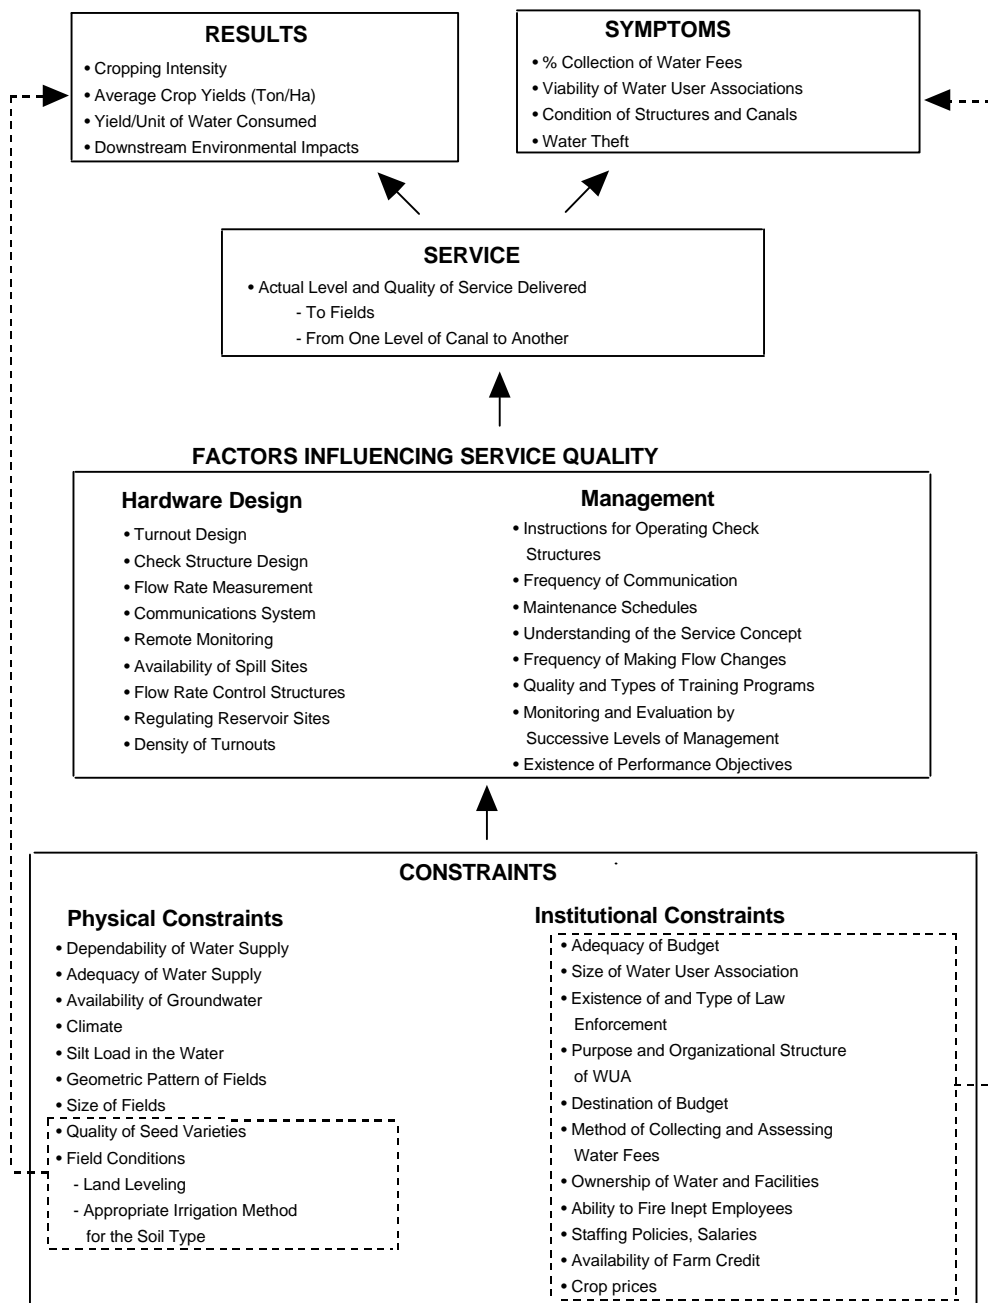 RESULTS
• Cropping Intensity
• Average Crop Yields (Ton/Ha)
• Yield/Unit of Water Consumed
• Downstream Environmental Impacts
SYMPTOMS
• % Collection of Water Fees
• Viability of Water User Associations
• Condition of Structures and Canals
• Water Theft
SERVICE
• Actual Level and Quality of Service Delivered
- To Fields
- From One Level of Canal to Another
FACTORS INFLUENCING SERVICE QUALITY
Hardware Design
• Turnout Design
• Check Structure Design
• Flow Rate Measurement
• Communications System
• Remote Monitoring
• Availability of Spill Sites
• Flow Rate Control Structures
• Regulating Reservoir Sites
• Density of Turnouts
Management
• Instructions for Operating Check
Structures
• Frequency of Communication
• Maintenance Schedules
• Understanding of the Service Concept
• Frequency of Making Flow Changes
• Quality and Types of Training Programs
• Monitoring and Evaluation by
Successive Levels of Management
• Existence of Performance Objectives
CONSTRAINTS
Physical Constraints
• Dependability of Water Supply
• Adequacy of Water Supply
• Availability of Groundwater
• Climate
• Silt Load in the Water
• Geometric Pattern of Fields
• Size of Fields
• Quality of Seed Varieties
• Field Conditions
- Land Leveling
- Appropriate Irrigation Method
for the Soil Type
Institutional Constraints
• Adequacy of Budget
• Size of Water User Association
• Existence of and Type of Law
Enforcement
• Purpose and Organizational Structure
of WUA
• Destination of Budget
• Method of Collecting and Assessing
Water Fees
• Ownership of Water and Facilities
• Ability to Fire Inept Employees
• Staffing Policies, Salaries
• Availability of Farm Credit
• Crop prices